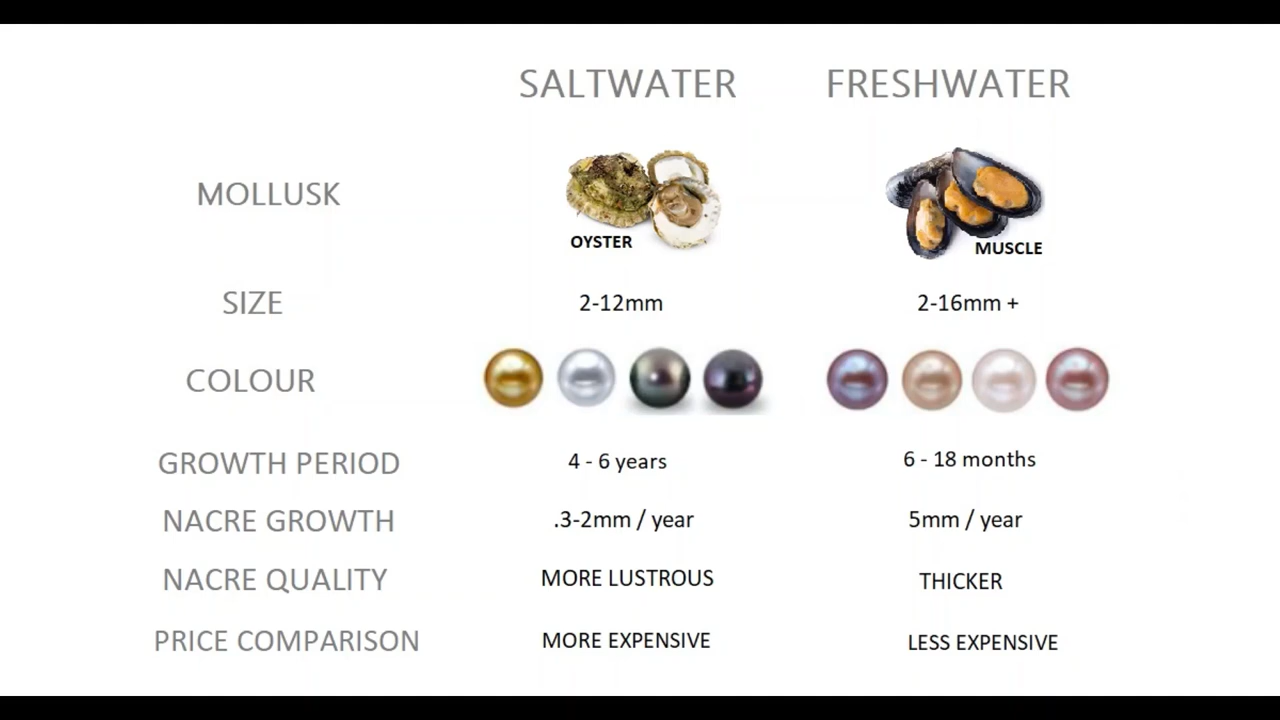 SALTWATER FRESHWATER
MOLLUSK
OYSTER MUSCLE
SIZE 2-12mm 2-16mm +
COLOUR
GROWTH PERIOD 4 - 6 years 6 - 18 months
NACRE GROWTH .3-2mm / year 5mm / year
NACRE QUALITY MORE LUSTROUS THICKER
PRICE COMPARISON MORE EXPENSIVE LESS EXPENSIVE